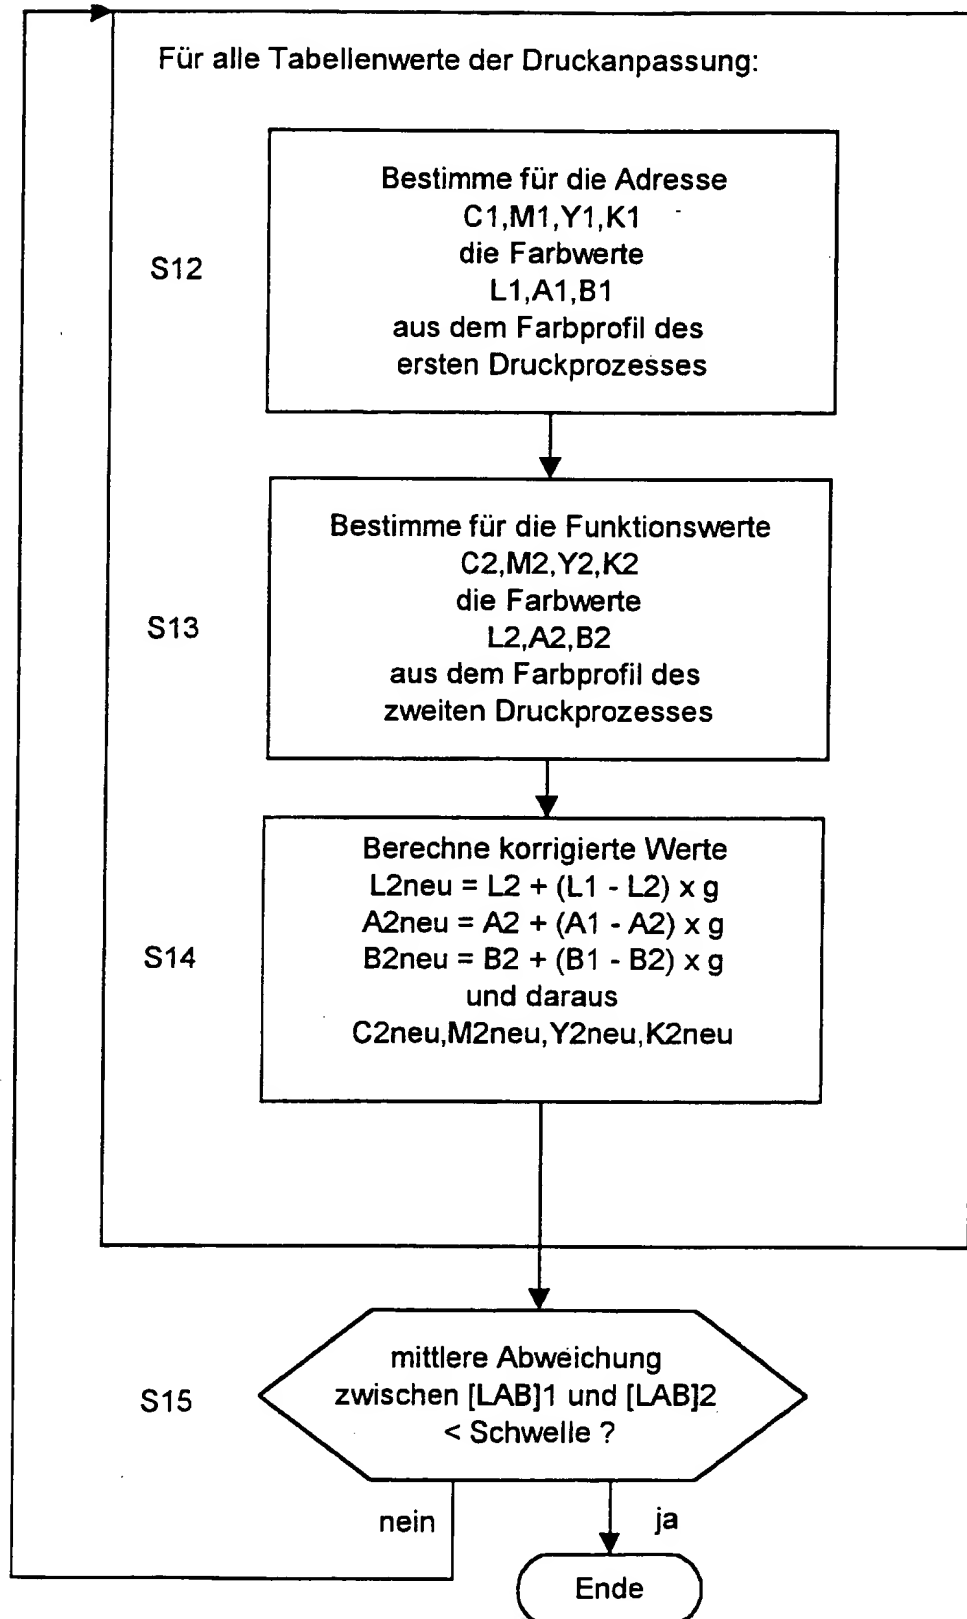 Für alle Tabellenwerte der Druckanpassung:
Bestimme für die Adresse
C1,M1,Y1,K1
die Farbwerte
L1,A1,B1
aus dem Farbprofil des
ersten Druckprozesses
S12
Bestimme für die Funktionswerte
C2,M2,Y2,K2
die Farbwerte
L2,A2,B2
aus dem Farbprofil des
zweiten Druckprozesses
S13
Berechne korrigierte Werte
L2neu = L2 + (L1 - L2) x g
A2neu = A2 + (A1 - A2) x g
B2neu = B2 + (B1 - B2) x g
und daraus
C2neu,M2neu,Y2neu,K2neu
S14
mittlere Abweichung
zwischen [LAB]1 und [LAB]2
< Schwelle ?
S15
nein
ja
Ende